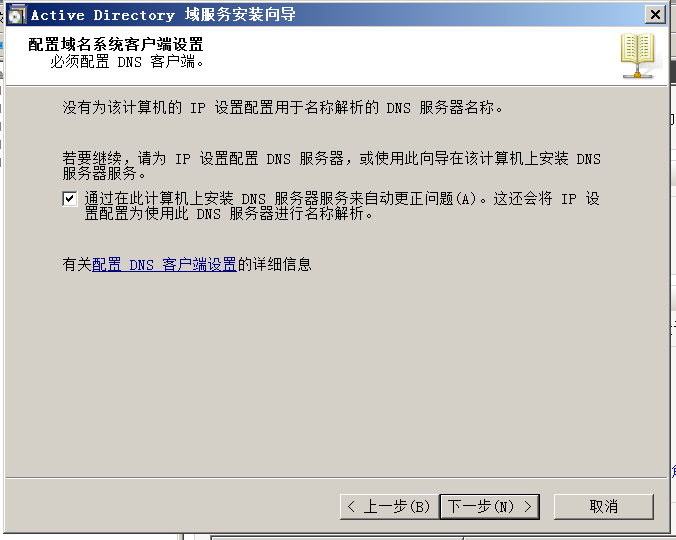 Active Directory 域服务安装向导
配置域名系统客户端设置
必须配置 DNS 客户端。
没有为该计算机的 IP 设置配置用于名称解析的 DNS 服务器名称。
若要继续，请为 IP 设置配置 DNS 服务器，或使用此向导在该计算机上安装 DNS
服务器服务。
通过在此计算机上安装 DNS 服务器服务来自动更正问题(A)。这还会将 IP 设
置配置为使用此 DNS 服务器进行名称解析。
有关配置 DNS 客户端设置的详细信息
< 上一步(B) 下一步(N) > 取消